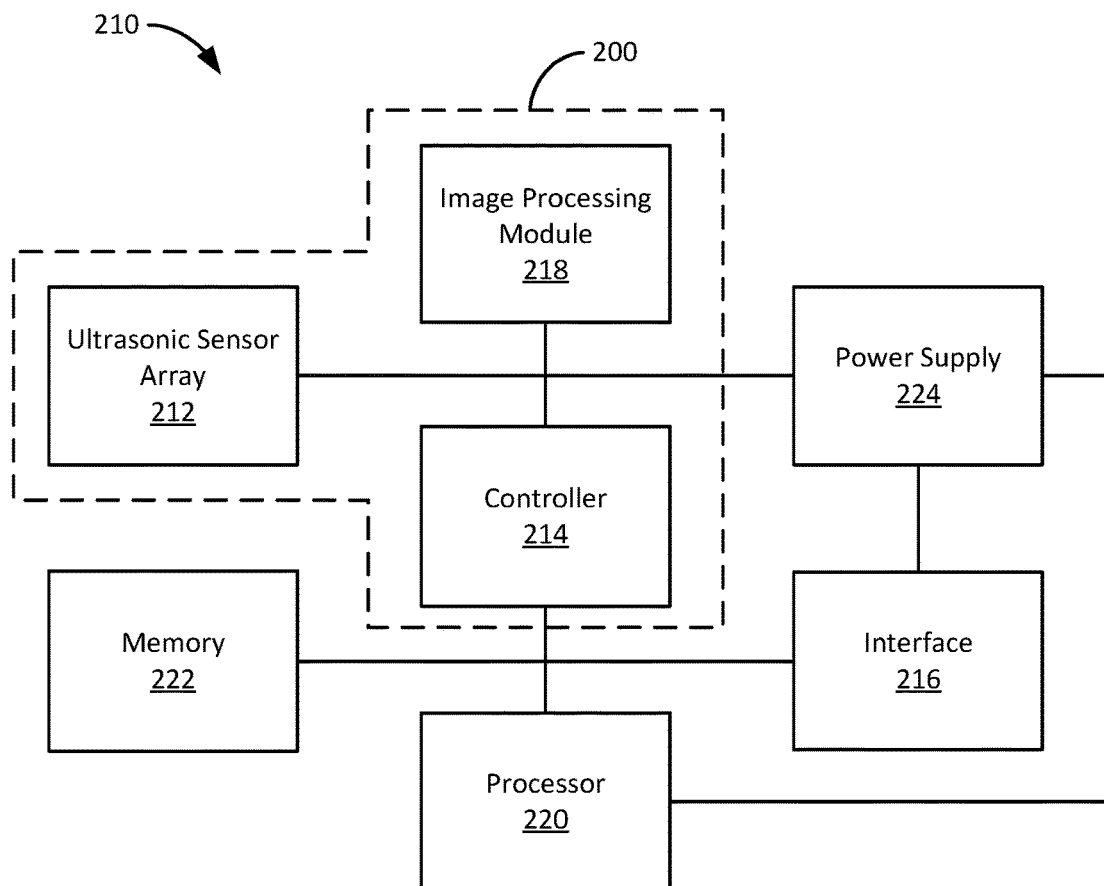 210
200
Image Processing
Module
218
Ultrasonic Sensor
Array
212
Power Supply
224
Controller
214
Memory
222
Interface
216
Processor
220